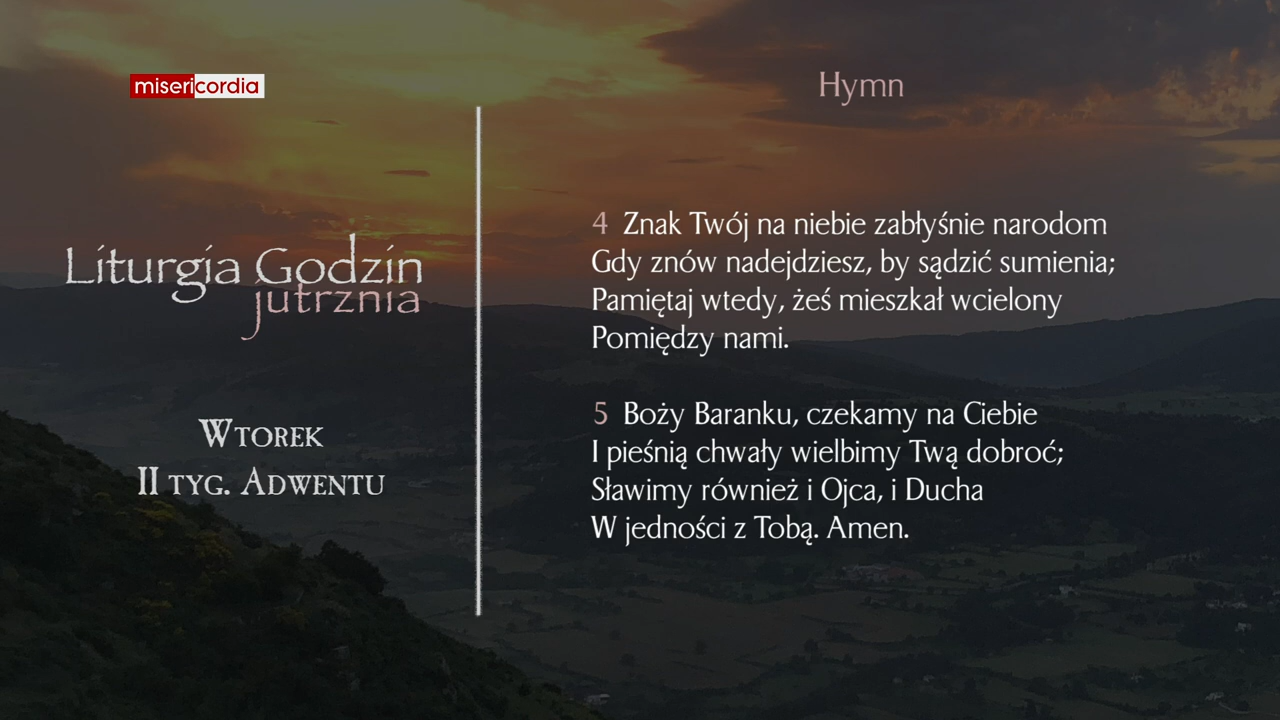 misericordia
Liturgia Godzin
jutrznia
Wtorek
II tyg. Adwentu
Hymn
4 Znak Twój na niebie zabłyśnie narodom
Gdy znów nadejdziesz, by sądzić sumienia;
Pamiętaj wtedy, żeś mieszkał wcielony
Pomiędzy nami.
5 Boży Baranku, czekamy na Ciebie
I pieśnią chwały wielbimy Twą dobroć;
Sławimy również i Ojca, i Ducha
W jedności z Tobą. Amen.